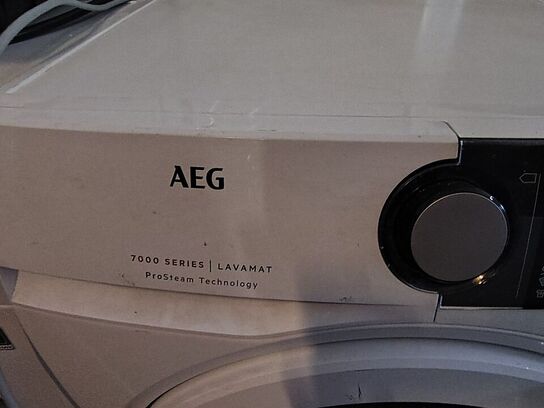 AEG
7000 SERIES | LAVAMAT
ProSteam Technology